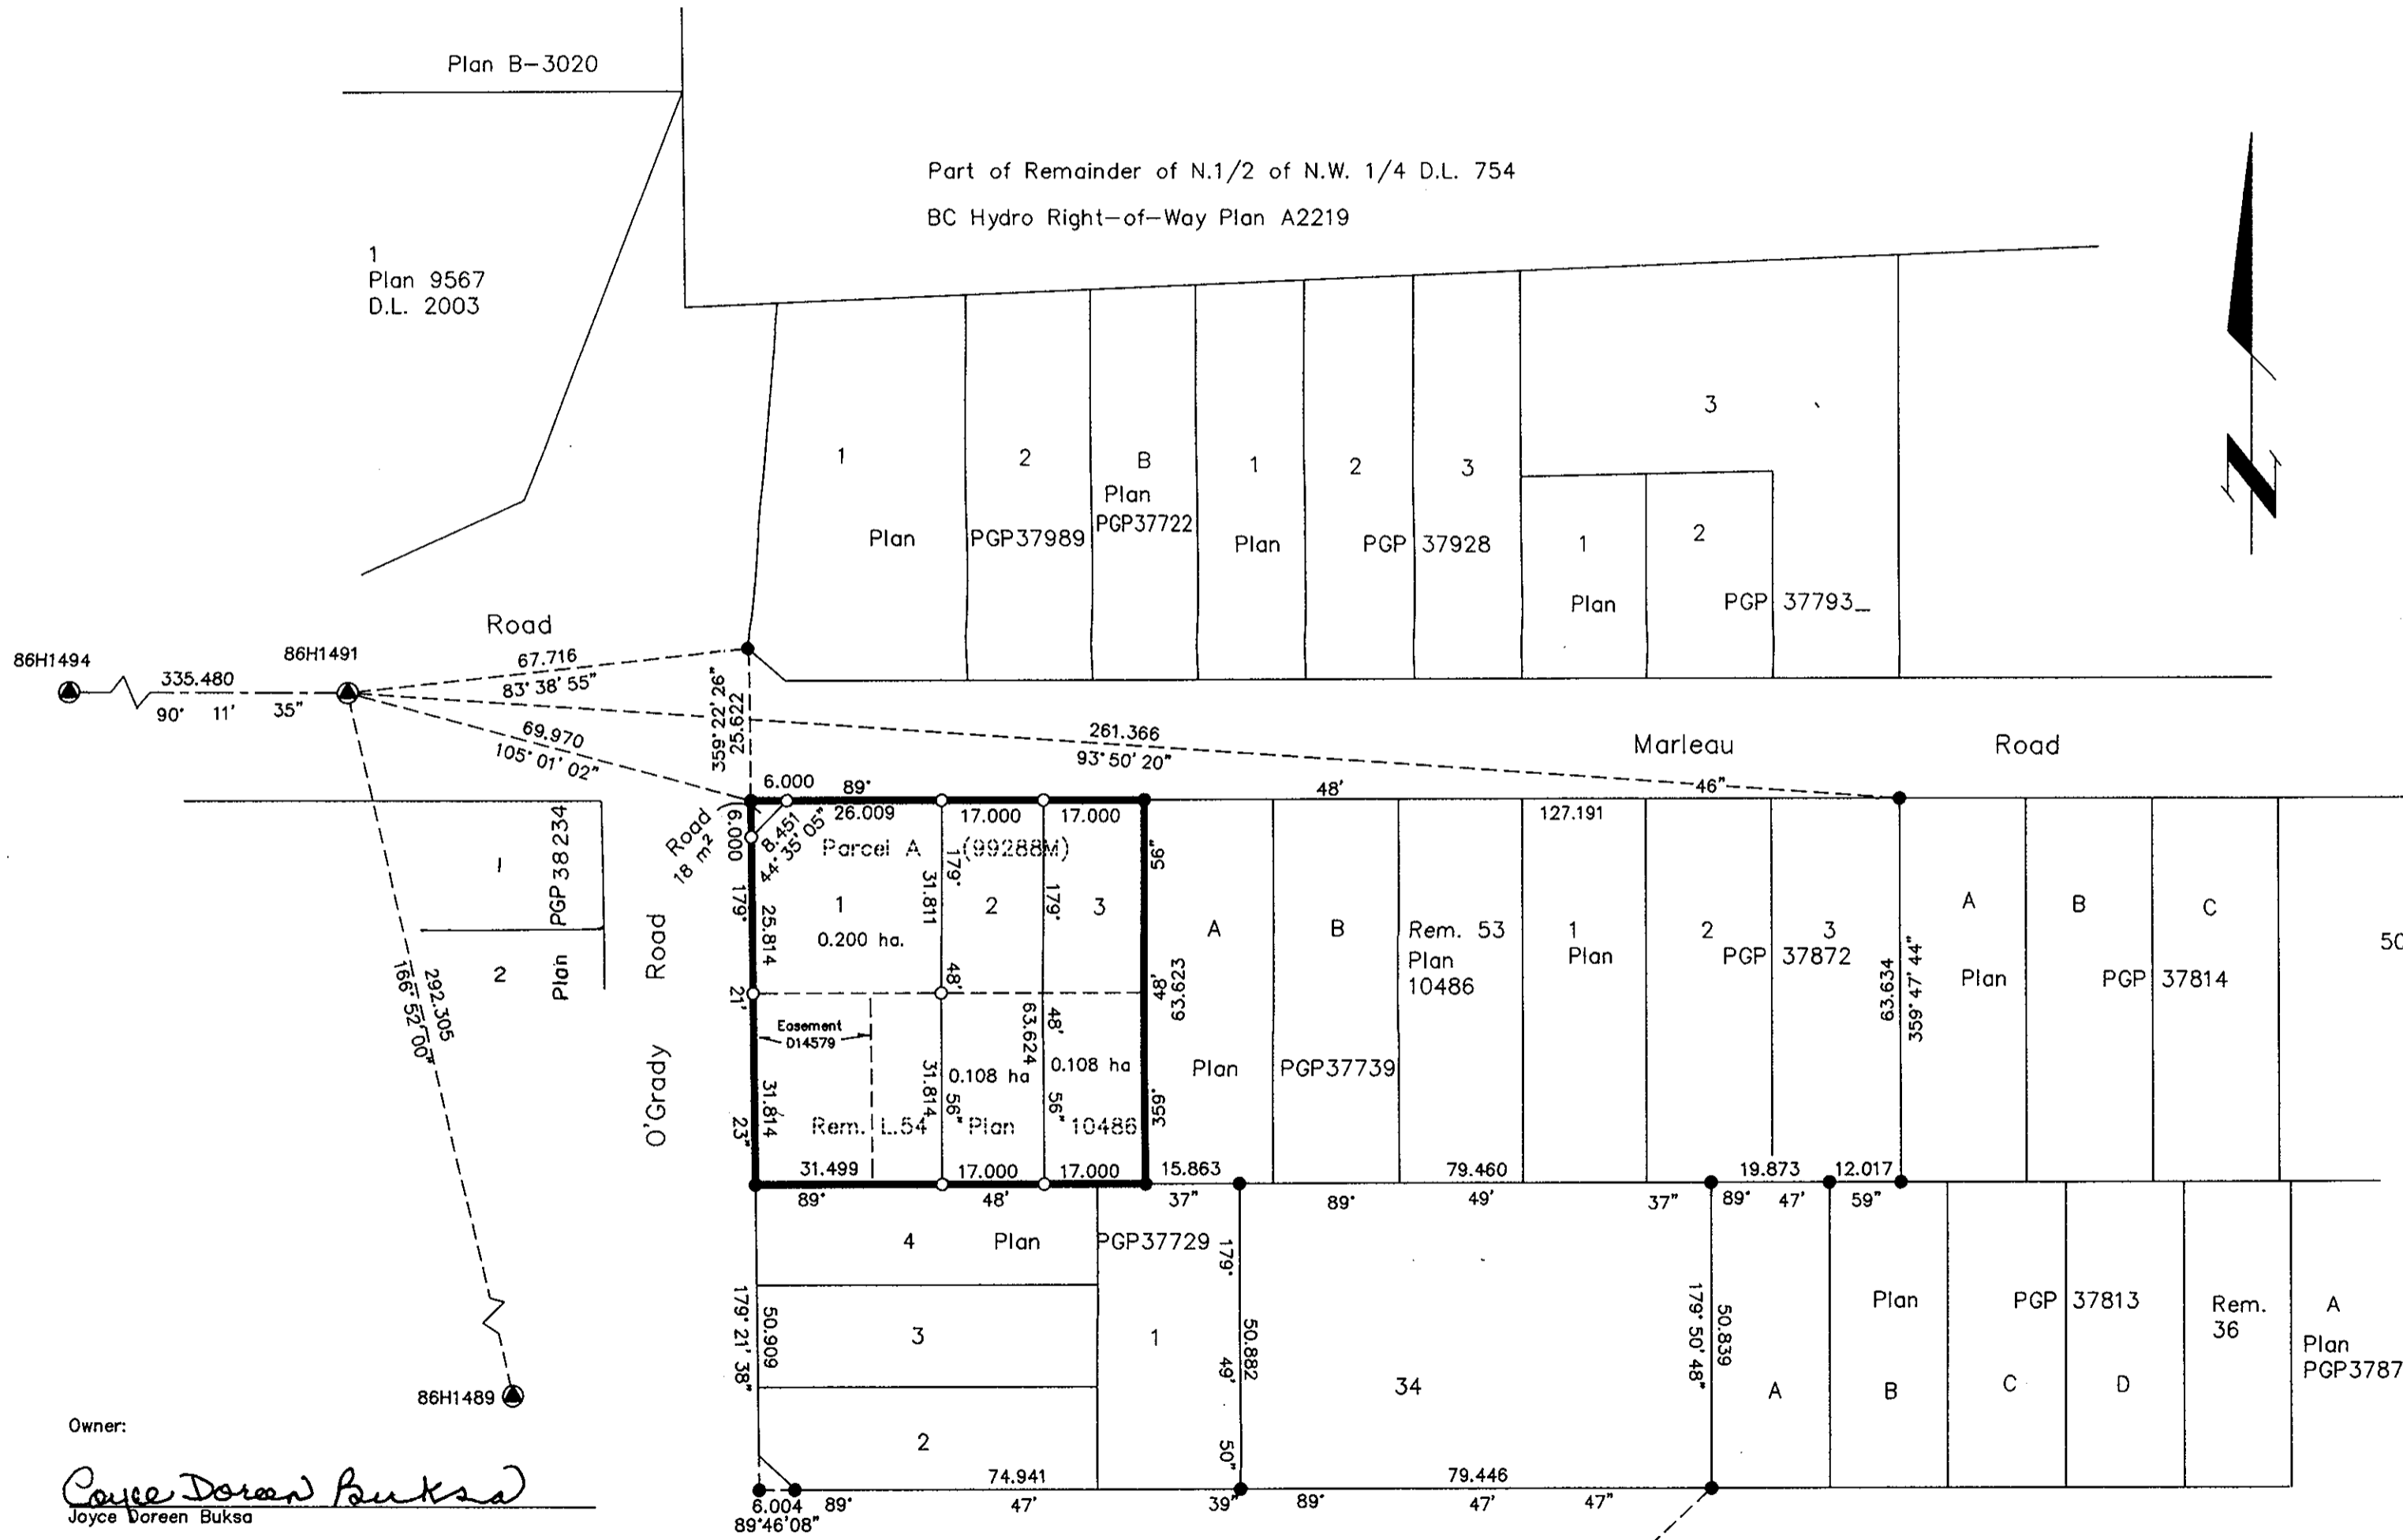 Plan B-3020
Part of Remainder of N.1/2 of N.W. 1/4 D.L. 754
BC Hydro Right-of-Way Plan A2219
1
Plan 9567
D.L. 2003
1
2
Plan
PGP37989
B
Plan
PGP37722
1
2
3
Plan
PGP 37928
3
1
2
Plan
PGP 37793
N
Road
86H1494
335.480
90° 11' 35"
86H1491
67.716
83° 38' 55"
69.970
105° 01' 02"
359° 22' 26"
25.622
261.366
93° 50' 20"
Marleau Road
6.000
89°
48'
46"
26.009
17.000
17.000
127.191
Road
18 m²
6.000
8.451
44° 35' 05"
Parcel A (99288M)
1
PGP 38234
2
Plan
O'Grady Road
179°
21'
23"
25.814
31.814
1
0.200 ha.
179°
31.811
48'
31.814
56"
2
0.108 ha
179°
48'
63.624
56"
3
0.108 ha
56"
48'
63.623
359°
Easement
D14579
Rem. L.54 Plan 10486
31.499
17.000
17.000
89°
48'
37"
A
B
Plan
PGP37739
Rem. 53
Plan
10486
1
2
3
Plan
PGP 37872
63.634
359° 47' 44"
A
B
C
Plan
PGP 37814
50
15.863
79.460
19.873
12.017
89°
49'
37"
89°
47'
59"
166° 52' 00"
292.305
86H1489
4
Plan
PGP37729
3
2
1
179° 21' 38"
50.909
179°
49'
50"
50.882
34
179° 50' 48"
50.839
A
B
Plan
PGP 37813
C
D
Rem.
36
A
Plan
PGP3787
74.941
79.446
6.004
89°
47'
39"
89°
47'
47"
89°46'08"
Owner:
Joyce Doreen Buksa
Joyce Doreen Buksa